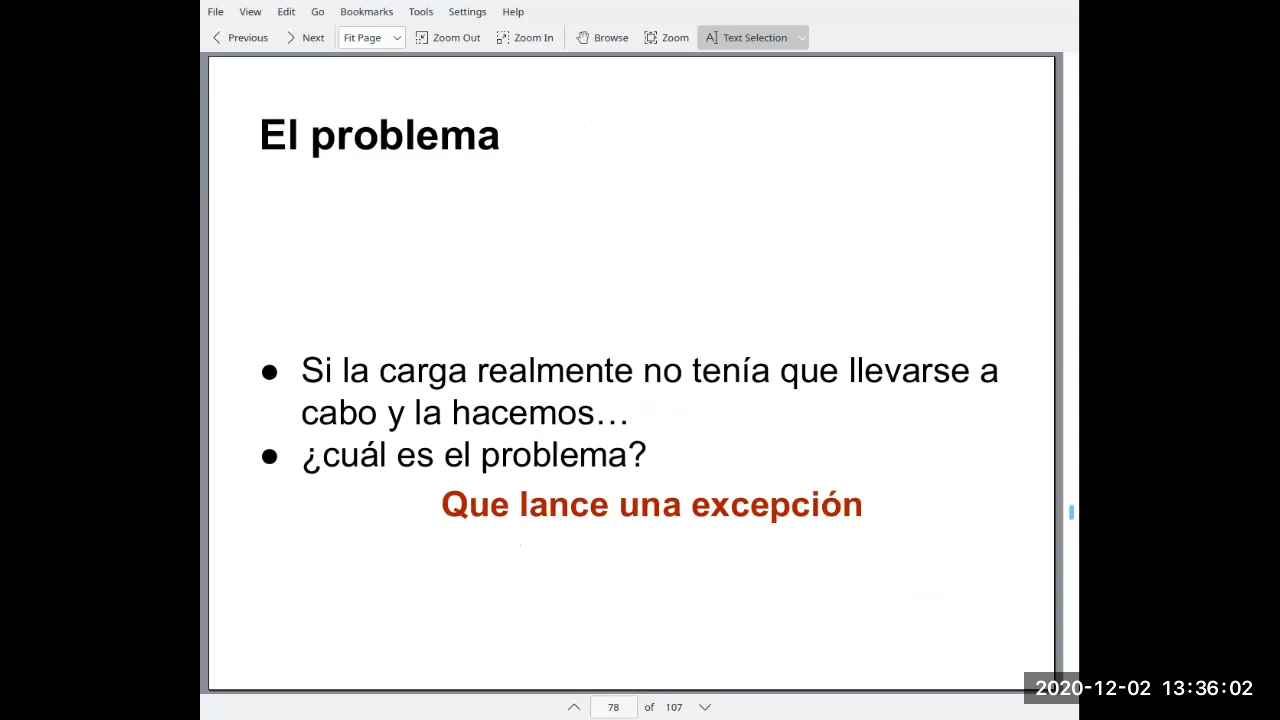 File View Edit Go Bookmarks Tools Settings Help
Previous Next Fit Page Zoom Out Zoom In Browse Zoom Text Selection
El problema
● Si la carga realmente no tenía que llevarse a
cabo y la hacemos…
● ¿cuál es el problema?
Que lance una excepción
2020-12-02 13:36:02
78 of 107